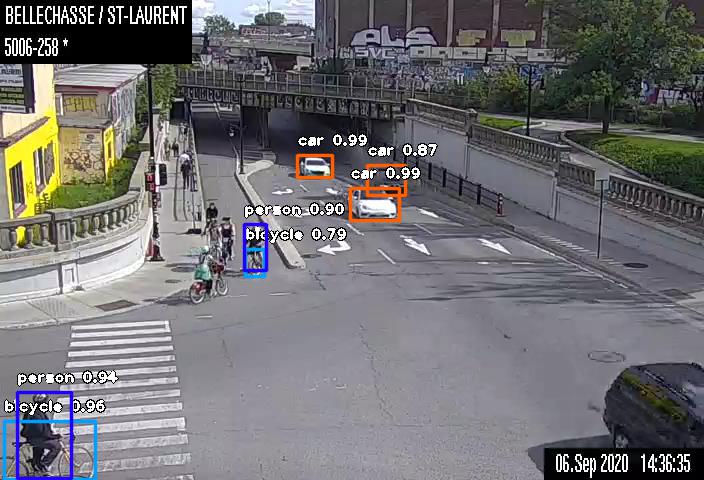 BELLECHASSE / ST-LAURENT
5006-258 *
car 0.99
car 0.87
car 0.99
person 0.90
bicycle 0.79
person 0.94
bicycle 0.96
06.Sep 2020 14:36:35